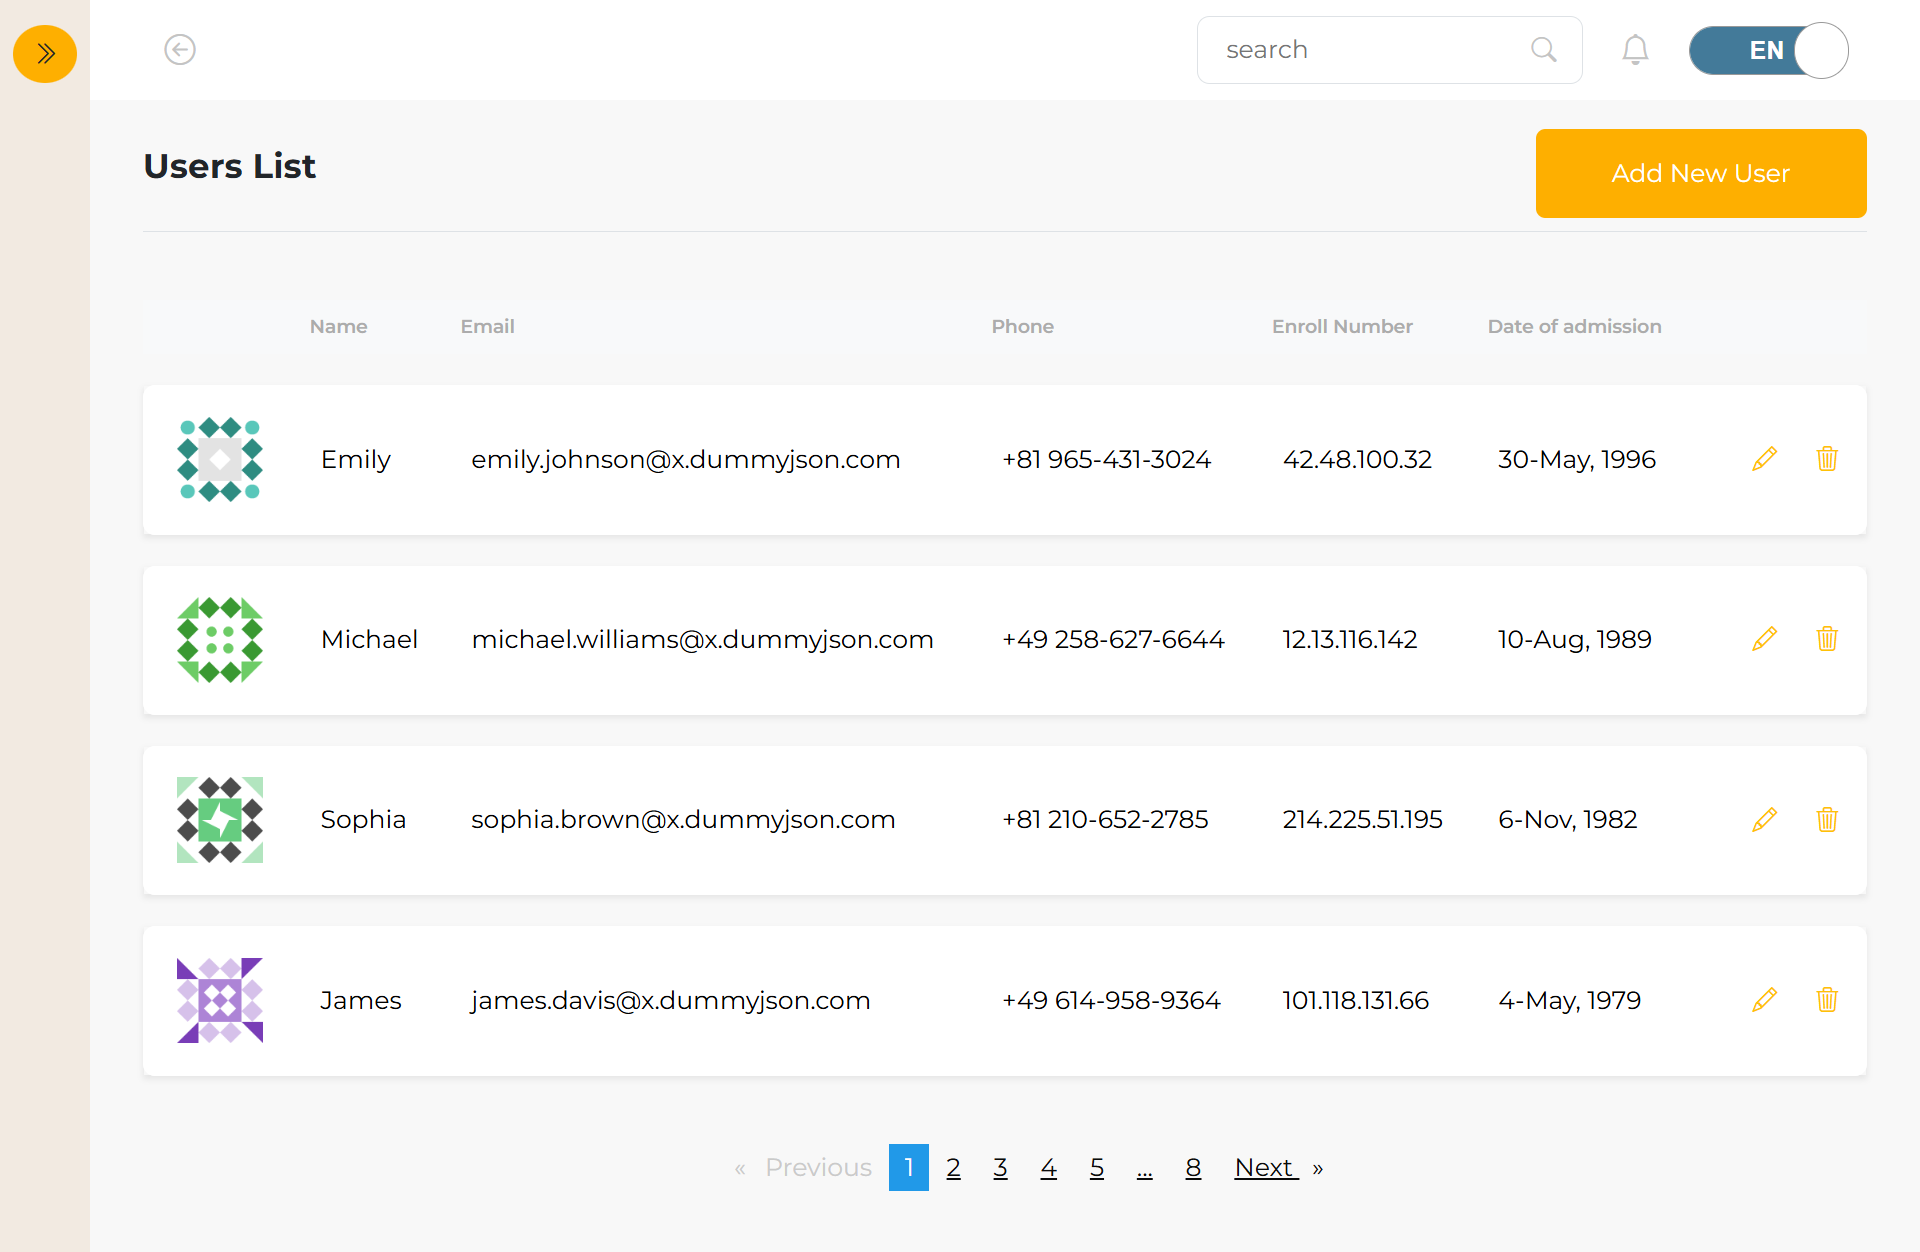 search
EN
Users List
Add New User
Name Email Phone Enroll Number Date of admission
Emily emily.johnson@x.dummyjson.com +81 965-431-3024 42.48.100.32 30-May, 1996
Michael michael.williams@x.dummyjson.com +49 258-627-6644 12.13.116.142 10-Aug, 1989
Sophia sophia.brown@x.dummyjson.com +81 210-652-2785 214.225.51.195 6-Nov, 1982
James james.davis@x.dummyjson.com +49 614-958-9364 101.118.131.66 4-May, 1979
« Previous 1 2 3 4 5 ... 8 Next »